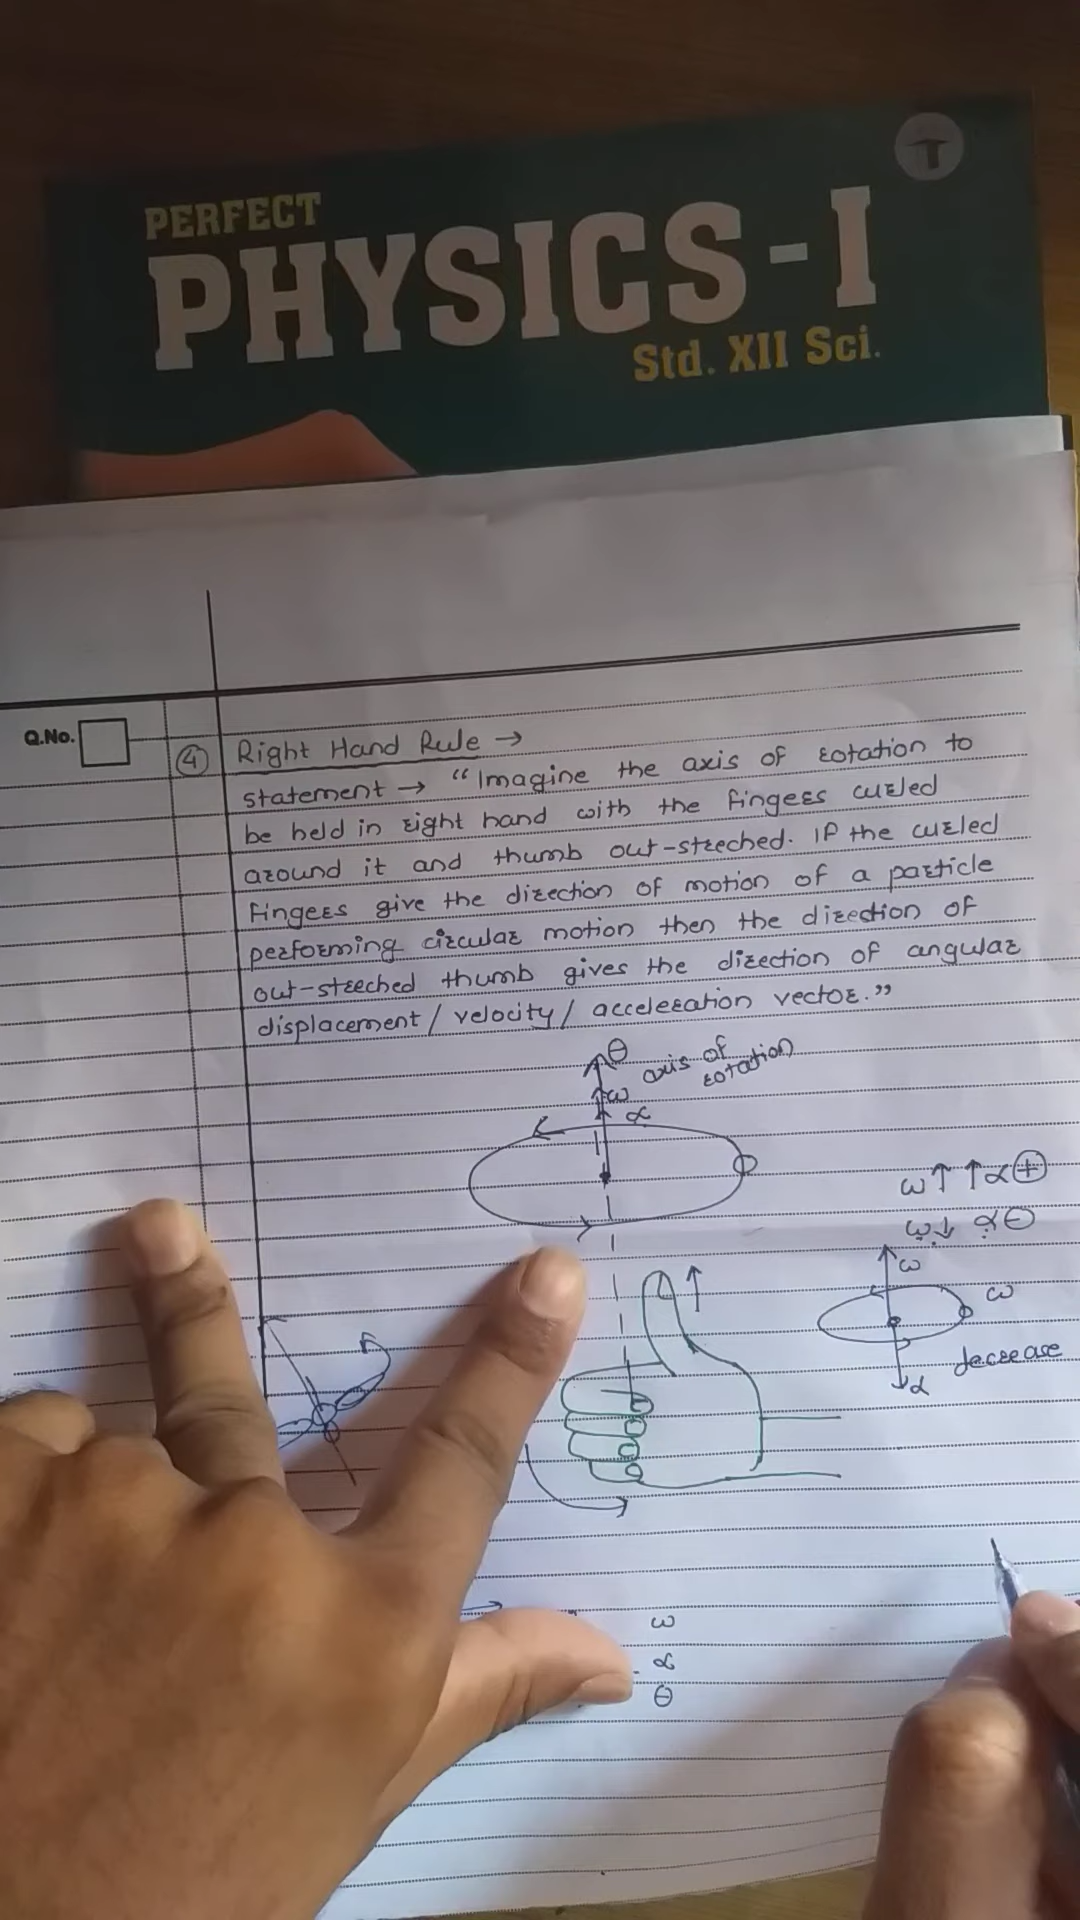 T
PERFECT
PHYSICS-I
Std. XII Sci.
Q.No.
④ Right Hand Rule →
statement → “Imagine the axis of rotation to
be held in right hand with the fingers curled
around it and thumb out-streched. If the curled
fingers give the direction of motion of a particle
performing circular motion then the direction of
out-streched thumb gives the direction of angular
displacement / velocity / acceleration vector.”
θ
axis of
rotation
ω
α
ω↑ ↑α⊕
ω↓ α⊖
ω
ω
decrease
α
ω
α
θ